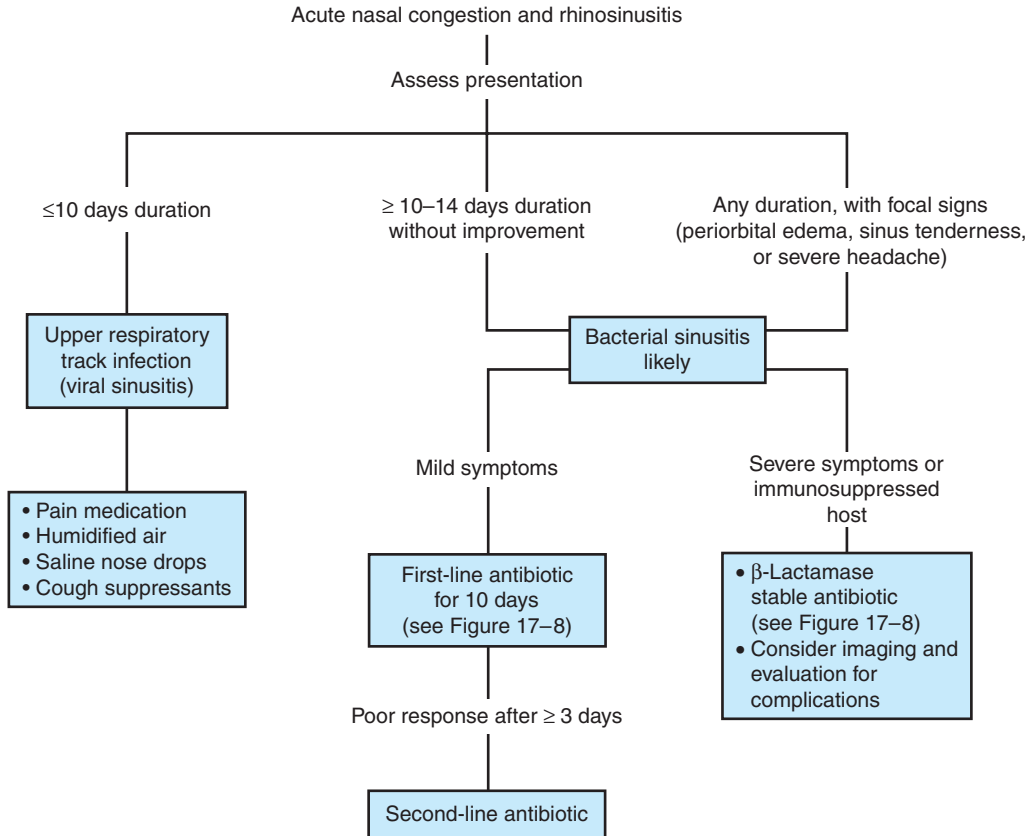 Acute nasal congestion and rhinosinusitis
Assess presentation
≤10 days duration
≥ 10–14 days duration
without improvement
Any duration, with focal signs
(periorbital edema, sinus tenderness,
or severe headache)
Upper respiratory
track infection
(viral sinusitis)
Bacterial sinusitis
likely
• Pain medication
• Humidified air
• Saline nose drops
• Cough suppressants
Mild symptoms
Severe symptoms or
immunosuppressed
host
First-line antibiotic
for 10 days
(see Figure 17–8)
• β-Lactamase
stable antibiotic
(see Figure 17–8)
• Consider imaging and
evaluation for
complications
Poor response after ≥ 3 days
Second-line antibiotic